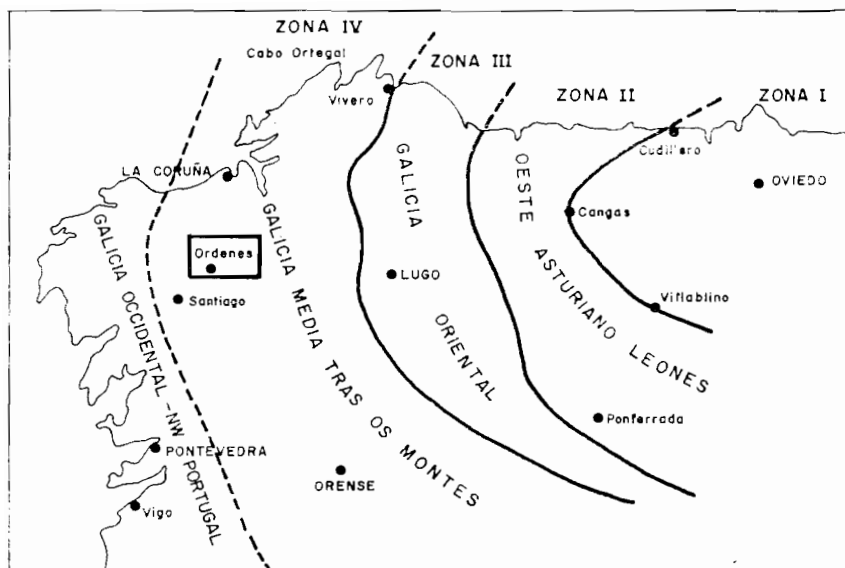 ZONA IV
Cabo Ortegal
ZONA III
ZONA II
ZONA I
Vivero
Cudillero
LA CORUÑA
OVIEDO
Cangas
Ordenes
LUGO
Santiago
Villablino
Ponferrada
PONTEVEDRA
ORENSE
Vigo
GALICIA OCCIDENTAL -NW PORTUGAL
GALICIA MEDIA TRAS OS MONTES
GALICIA ORIENTAL
OESTE ASTURIANO LEONES